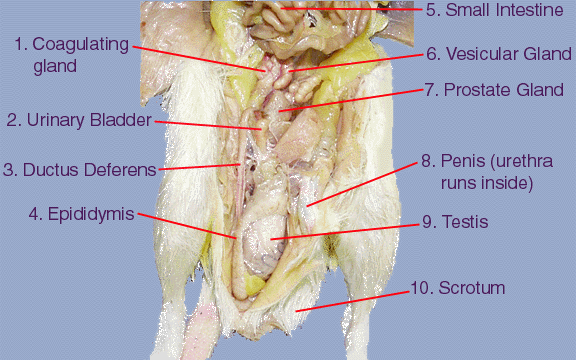 1. Coagulating
gland
2. Urinary Bladder
3. Ductus Deferens
4. Epididymis
5. Small Intestine
6. Vesicular Gland
7. Prostate Gland
8. Penis (urethra
runs inside)
9. Testis
10. Scrotum